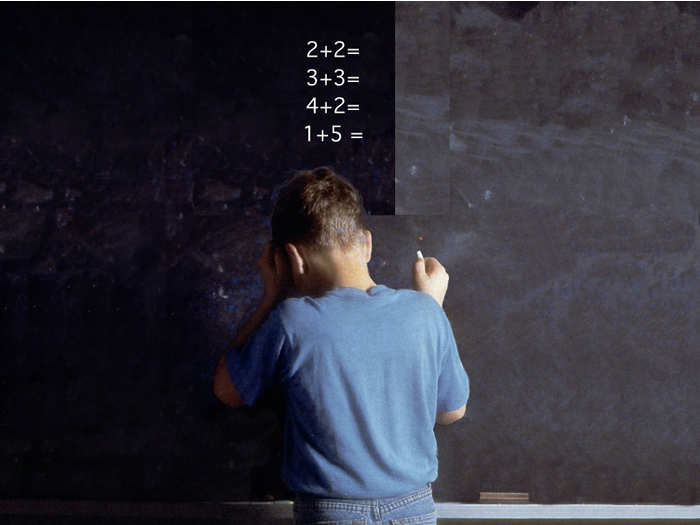 2+2=
3+3=
4+2=
1+5 =